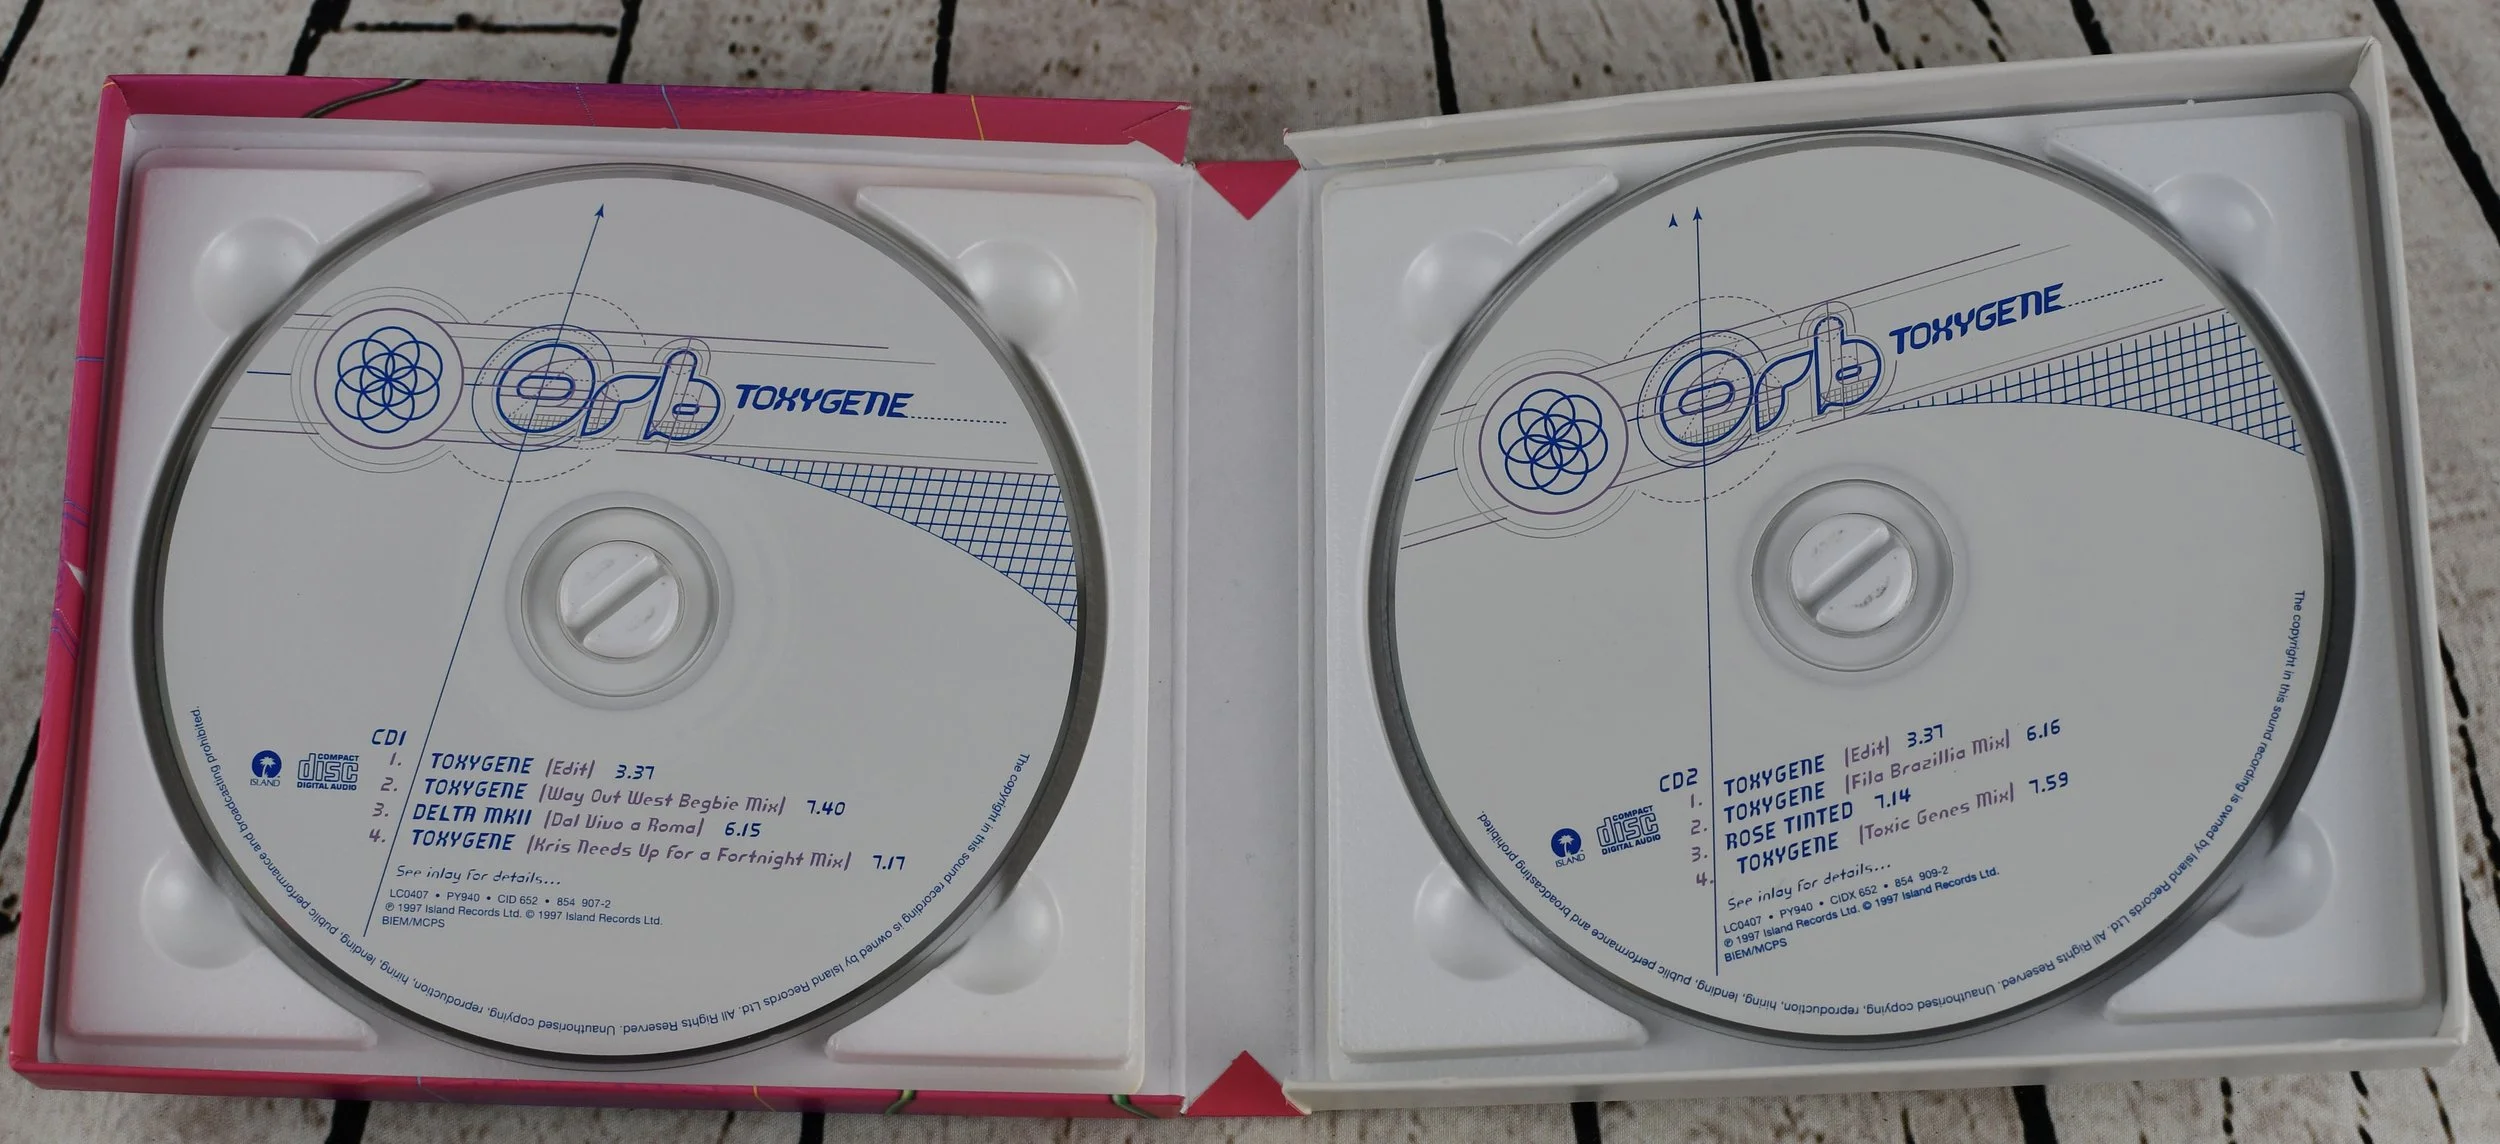 Orb TOXYGENE
CD1
1. TOXYGENE |Edit| 3.37
2. TOXYGENE |Way Out West Begbie Mix| 7.40
3. DELTA MKII |Dal Vivo a Roma| 6.15
4. TOXYGENE |Kris Needs Up For a Fortnight Mix| 7.17
ISLAND
COMPACT
disc
DIGITAL AUDIO
See inlay for details...
LC0407 • PY940 • CID 652 • 854 907-2
℗ 1997 Island Records Ltd. © 1997 Island Records Ltd.
BIEM/MCPS
The copyright in this sound recording is owned by Island Records Ltd. All Rights Reserved. Unauthorised copying, reproduction, hiring, lending, public performance and broadcasting prohibited.
Orb TOXYGENE
CD2
1. TOXYGENE |Edit| 3.37
2. TOXYGENE |Fila Brazillia Mix| 6.16
3. ROSE TINTED 7.14
4. TOXYGENE |Toxic Genes Mix| 7.59
ISLAND
COMPACT
disc
DIGITAL AUDIO
See inlay for details...
LC0407 • PY940 • CIDX 652 • 854 909-2
℗ 1997 Island Records Ltd. © 1997 Island Records Ltd.
BIEM/MCPS
The copyright in this sound recording is owned by Island Records Ltd. All Rights Reserved. Unauthorised copying, reproduction, hiring, lending, public performance and broadcasting prohibited.